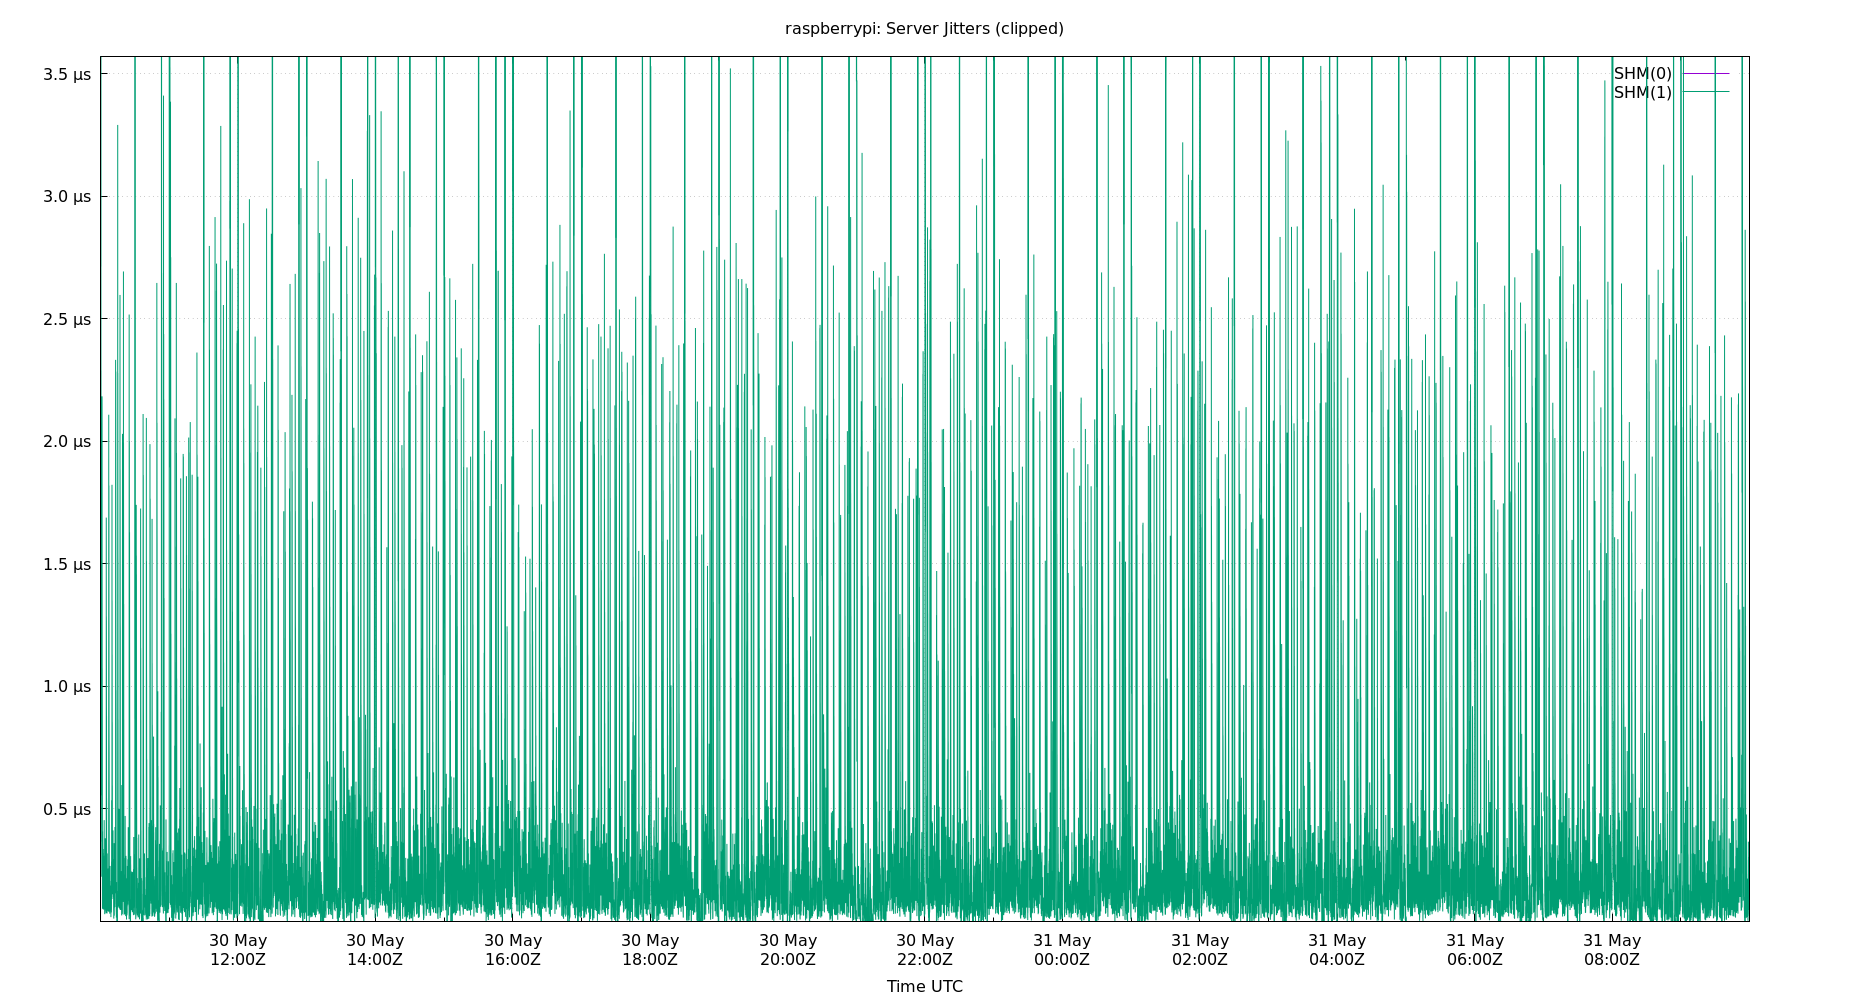 raspberrypi: Server Jitters (clipped)
3.5 µs
3.0 µs
2.5 µs
2.0 µs
1.5 µs
1.0 µs
0.5 µs
SHM(0)
SHM(1)
30 May 30 May 30 May 30 May 30 May 30 May 31 May 31 May 31 May 31 May 31 May
12:00Z 14:00Z 16:00Z 18:00Z 20:00Z 22:00Z 00:00Z 02:00Z 04:00Z 06:00Z 08:00Z
Time UTC